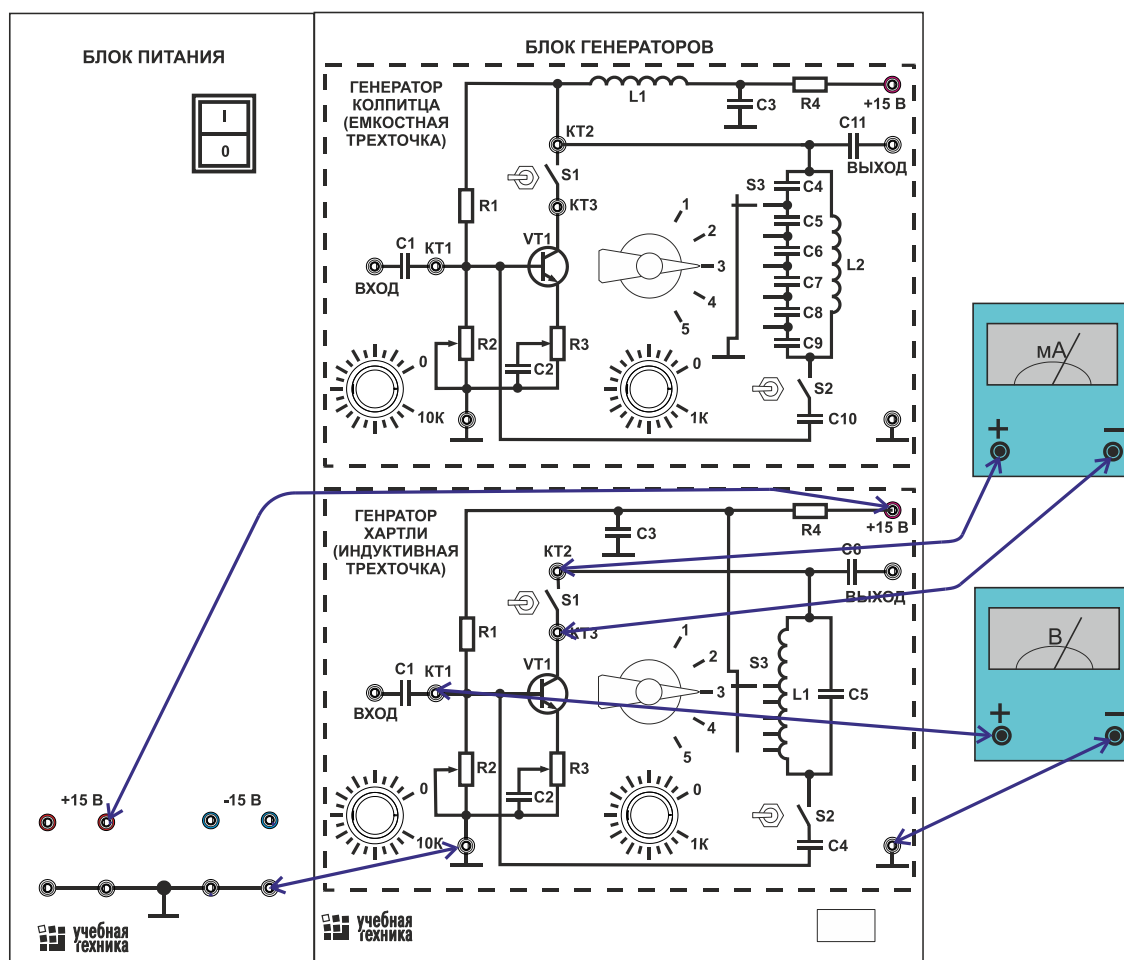 БЛОК ПИТАНИЯ
I
0
+15 В
-15 В
учебная
техника
БЛОК ГЕНЕРАТОРОВ
ГЕНЕРАТОР
КОЛПИТЦА
(ЕМКОСТНАЯ
ТРЕХТОЧКА)
L1
C3
R4
+15 В
КТ2
C11
ВЫХОД
S1
КТ3
S3
C4
R1
1
2
3
4
5
C5
C6
C7
C8
C9
L2
C1
КТ1
VT1
ВХОД
R2
R3
C2
0
10К
0
1К
S2
C10
ГЕНРАТОР
ХАРТЛИ
(ИНДУКТИВНАЯ
ТРЕХТОЧКА)
C3
R4
+15 В
КТ2
C6
ВЫХОД
S1
КТ3
R1
1
2
3
4
5
S3
L1
C5
C1
КТ1
VT1
ВХОД
R2
R3
C2
0
10К
0
1К
S2
C4
учебная
техника
мА
+ −
В
+ −